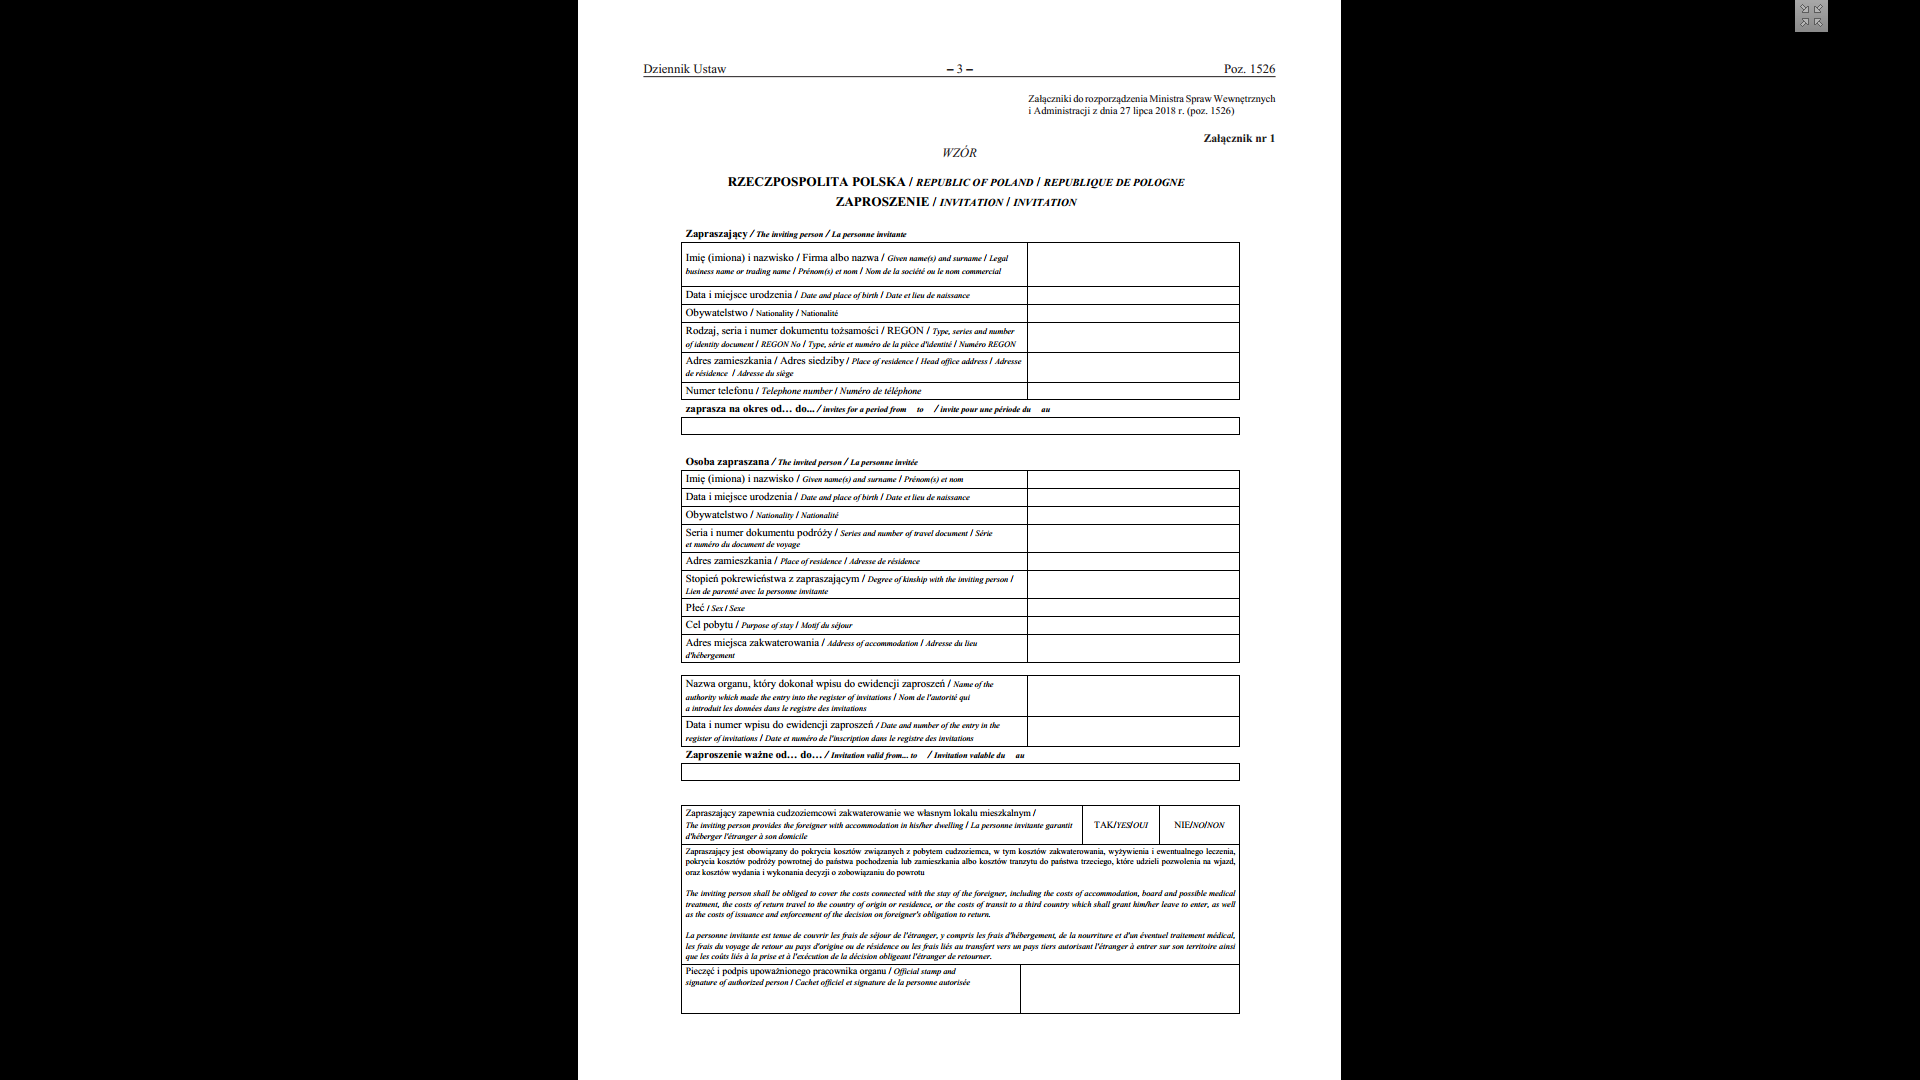 Dziennik Ustaw – 3 – Poz. 1526
Załączniki do rozporządzenia Ministra Spraw Wewnętrznych
i Administracji z dnia 27 lipca 2018 r. (poz. 1526)
Załącznik nr 1
WZÓR
RZECZPOSPOLITA POLSKA / REPUBLIC OF POLAND / REPUBLIQUE DE POLOGNE
ZAPROSZENIE / INVITATION / INVITATION
Zapraszający / The inviting person / La personne invitante
Imię (imiona) i nazwisko / Firma albo nazwa / Given name(s) and surname / Legal
business name or trading name / Prénom(s) et nom / Nom de la société ou le nom commercial
Data i miejsce urodzenia / Date and place of birth / Date et lieu de naissance
Obywatelstwo / Nationality / Nationalité
Rodzaj, seria i numer dokumentu tożsamości / REGON / Type, series and number
of identity document / REGON No / Type, série et numéro de la pièce d'identité / Numéro REGON
Adres zamieszkania / Adres siedziby / Place of residence / Head office address / Adresse
de résidence / Adresse du siège
Numer telefonu / Telephone number / Numéro de téléphone
zaprasza na okres od… do... / invites for a period from to / invite pour une période du au
Osoba zapraszana / The invited person / La personne invitée
Imię (imiona) i nazwisko / Given name(s) and surname / Prénom(s) et nom
Data i miejsce urodzenia / Date and place of birth / Date et lieu de naissance
Obywatelstwo / Nationality / Nationalité
Seria i numer dokumentu podróży / Series and number of travel document / Série
et numéro du document de voyage
Adres zamieszkania / Place of residence / Adresse de résidence
Stopień pokrewieństwa z zapraszającym / Degree of kinship with the inviting person /
Lien de parenté avec la personne invitante
Płeć / Sex / Sexe
Cel pobytu / Purpose of stay / Motif du séjour
Adres miejsca zakwaterowania / Address of accommodation / Adresse du lieu
d'hébergement
Nazwa organu, który dokonał wpisu do ewidencji zaproszeń / Name of the
authority which made the entry into the register of invitations / Nom de l'autorité qui
a introduit les données dans le registre des invitations
Data i numer wpisu do ewidencji zaproszeń / Date and number of the entry in the
register of invitations / Date et numéro de l'inscription dans le registre des invitations
Zaproszenie ważne od… do… / Invitation valid from... to / Invitation valable du au
Zapraszający zapewnia cudzoziemcowi zakwaterowanie we własnym lokalu mieszkalnym /
The inviting person provides the foreigner with accommodation in his/her dwelling / La personne invitante garantit
d'héberger l'étranger à son domicile
TAK/YES/OUI
NIE/NO/NON
Zapraszający jest obowiązany do pokrycia kosztów związanych z pobytem cudzoziemca, w tym kosztów zakwaterowania, wyżywienia i ewentualnego leczenia,
pokrycia kosztów podróży powrotnej do państwa pochodzenia lub zamieszkania albo kosztów tranzytu do państwa trzeciego, które udzieli pozwolenia na wjazd,
oraz kosztów wydania i wykonania decyzji o zobowiązaniu do powrotu
The inviting person shall be obliged to cover the costs connected with the stay of the foreigner, including the costs of accommodation, board and possible medical
treatment, the costs of return travel to the country of origin or residence, or the costs of transit to a third country which shall grant him/her leave to enter, as well
as the costs of issuance and enforcement of the decision on foreigner's obligation to return.
La personne invitante est tenue de couvrir les frais de séjour de l'étranger, y compris les frais d'hébergement, de la nourriture et d'un éventuel traitement médical,
les frais du voyage de retour au pays d'origine ou de résidence ou les frais liés au transfert vers un pays tiers autorisant l'étranger à entrer sur son territoire ainsi
que les coûts liés à la prise et à l'exécution de la décision obligeant l'étranger de retourner.
Pieczęć i podpis upoważnionego pracownika organu / Official stamp and
signature of authorized person / Cachet officiel et signature de la personne autorisée